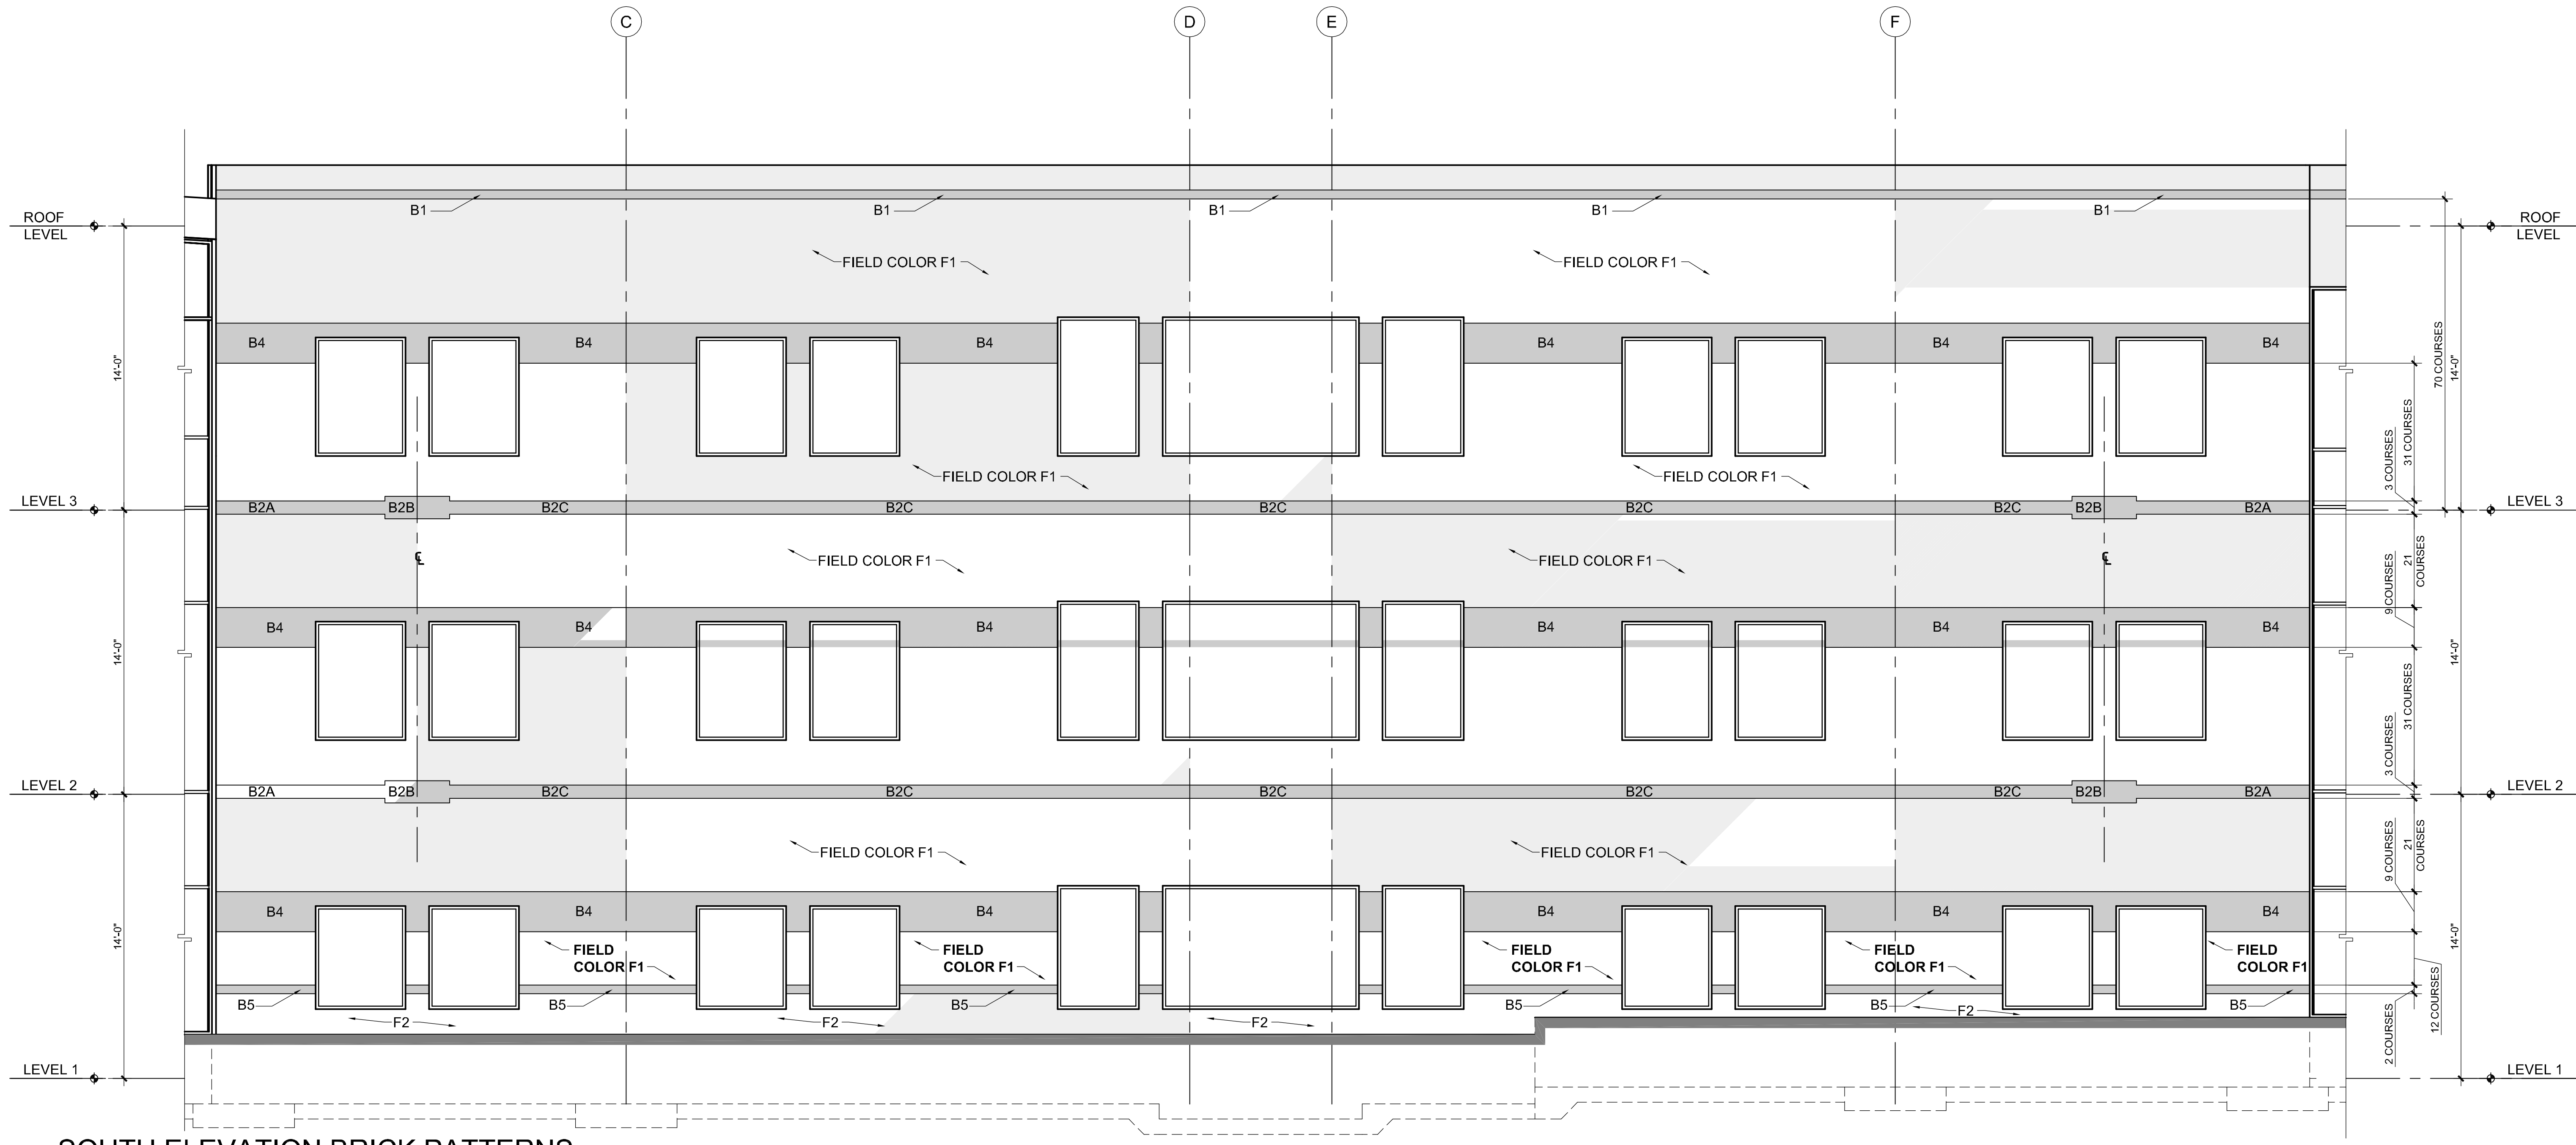 C D E F
B1 B1 B1 B1 B1
ROOF
LEVEL
ROOF
LEVEL
FIELD COLOR F1 FIELD COLOR F1
B4 B4 B4 B4 B4 B4
14'-0"
70 COURSES
14'-0"
31 COURSES
3 COURSES
FIELD COLOR F1 FIELD COLOR F1
LEVEL 3 B2A B2B B2C B2C B2C B2C B2C B2B B2A LEVEL 3
℄ FIELD COLOR F1 FIELD COLOR F1 ℄
21
COURSES
9 COURSES
B4 B4 B4 B4 B4 B4
14'-0"
14'-0"
31 COURSES
3 COURSES
LEVEL 2 B2A B2B B2C B2C B2C B2C B2C B2B B2A LEVEL 2
FIELD COLOR F1 FIELD COLOR F1
21
COURSES
9 COURSES
B4 B4 B4 B4 B4 B4
14'-0"
14'-0"
FIELD
COLOR F1
FIELD
COLOR F1
FIELD
COLOR F1
FIELD
COLOR F1
FIELD
COLOR F1
B5 B5 B5 B5 B5 B5
F2 F2 F2 F2
12 COURSES
2 COURSES
LEVEL 1 LEVEL 1
SOUTH ELEVATION BRICK PATTERNS